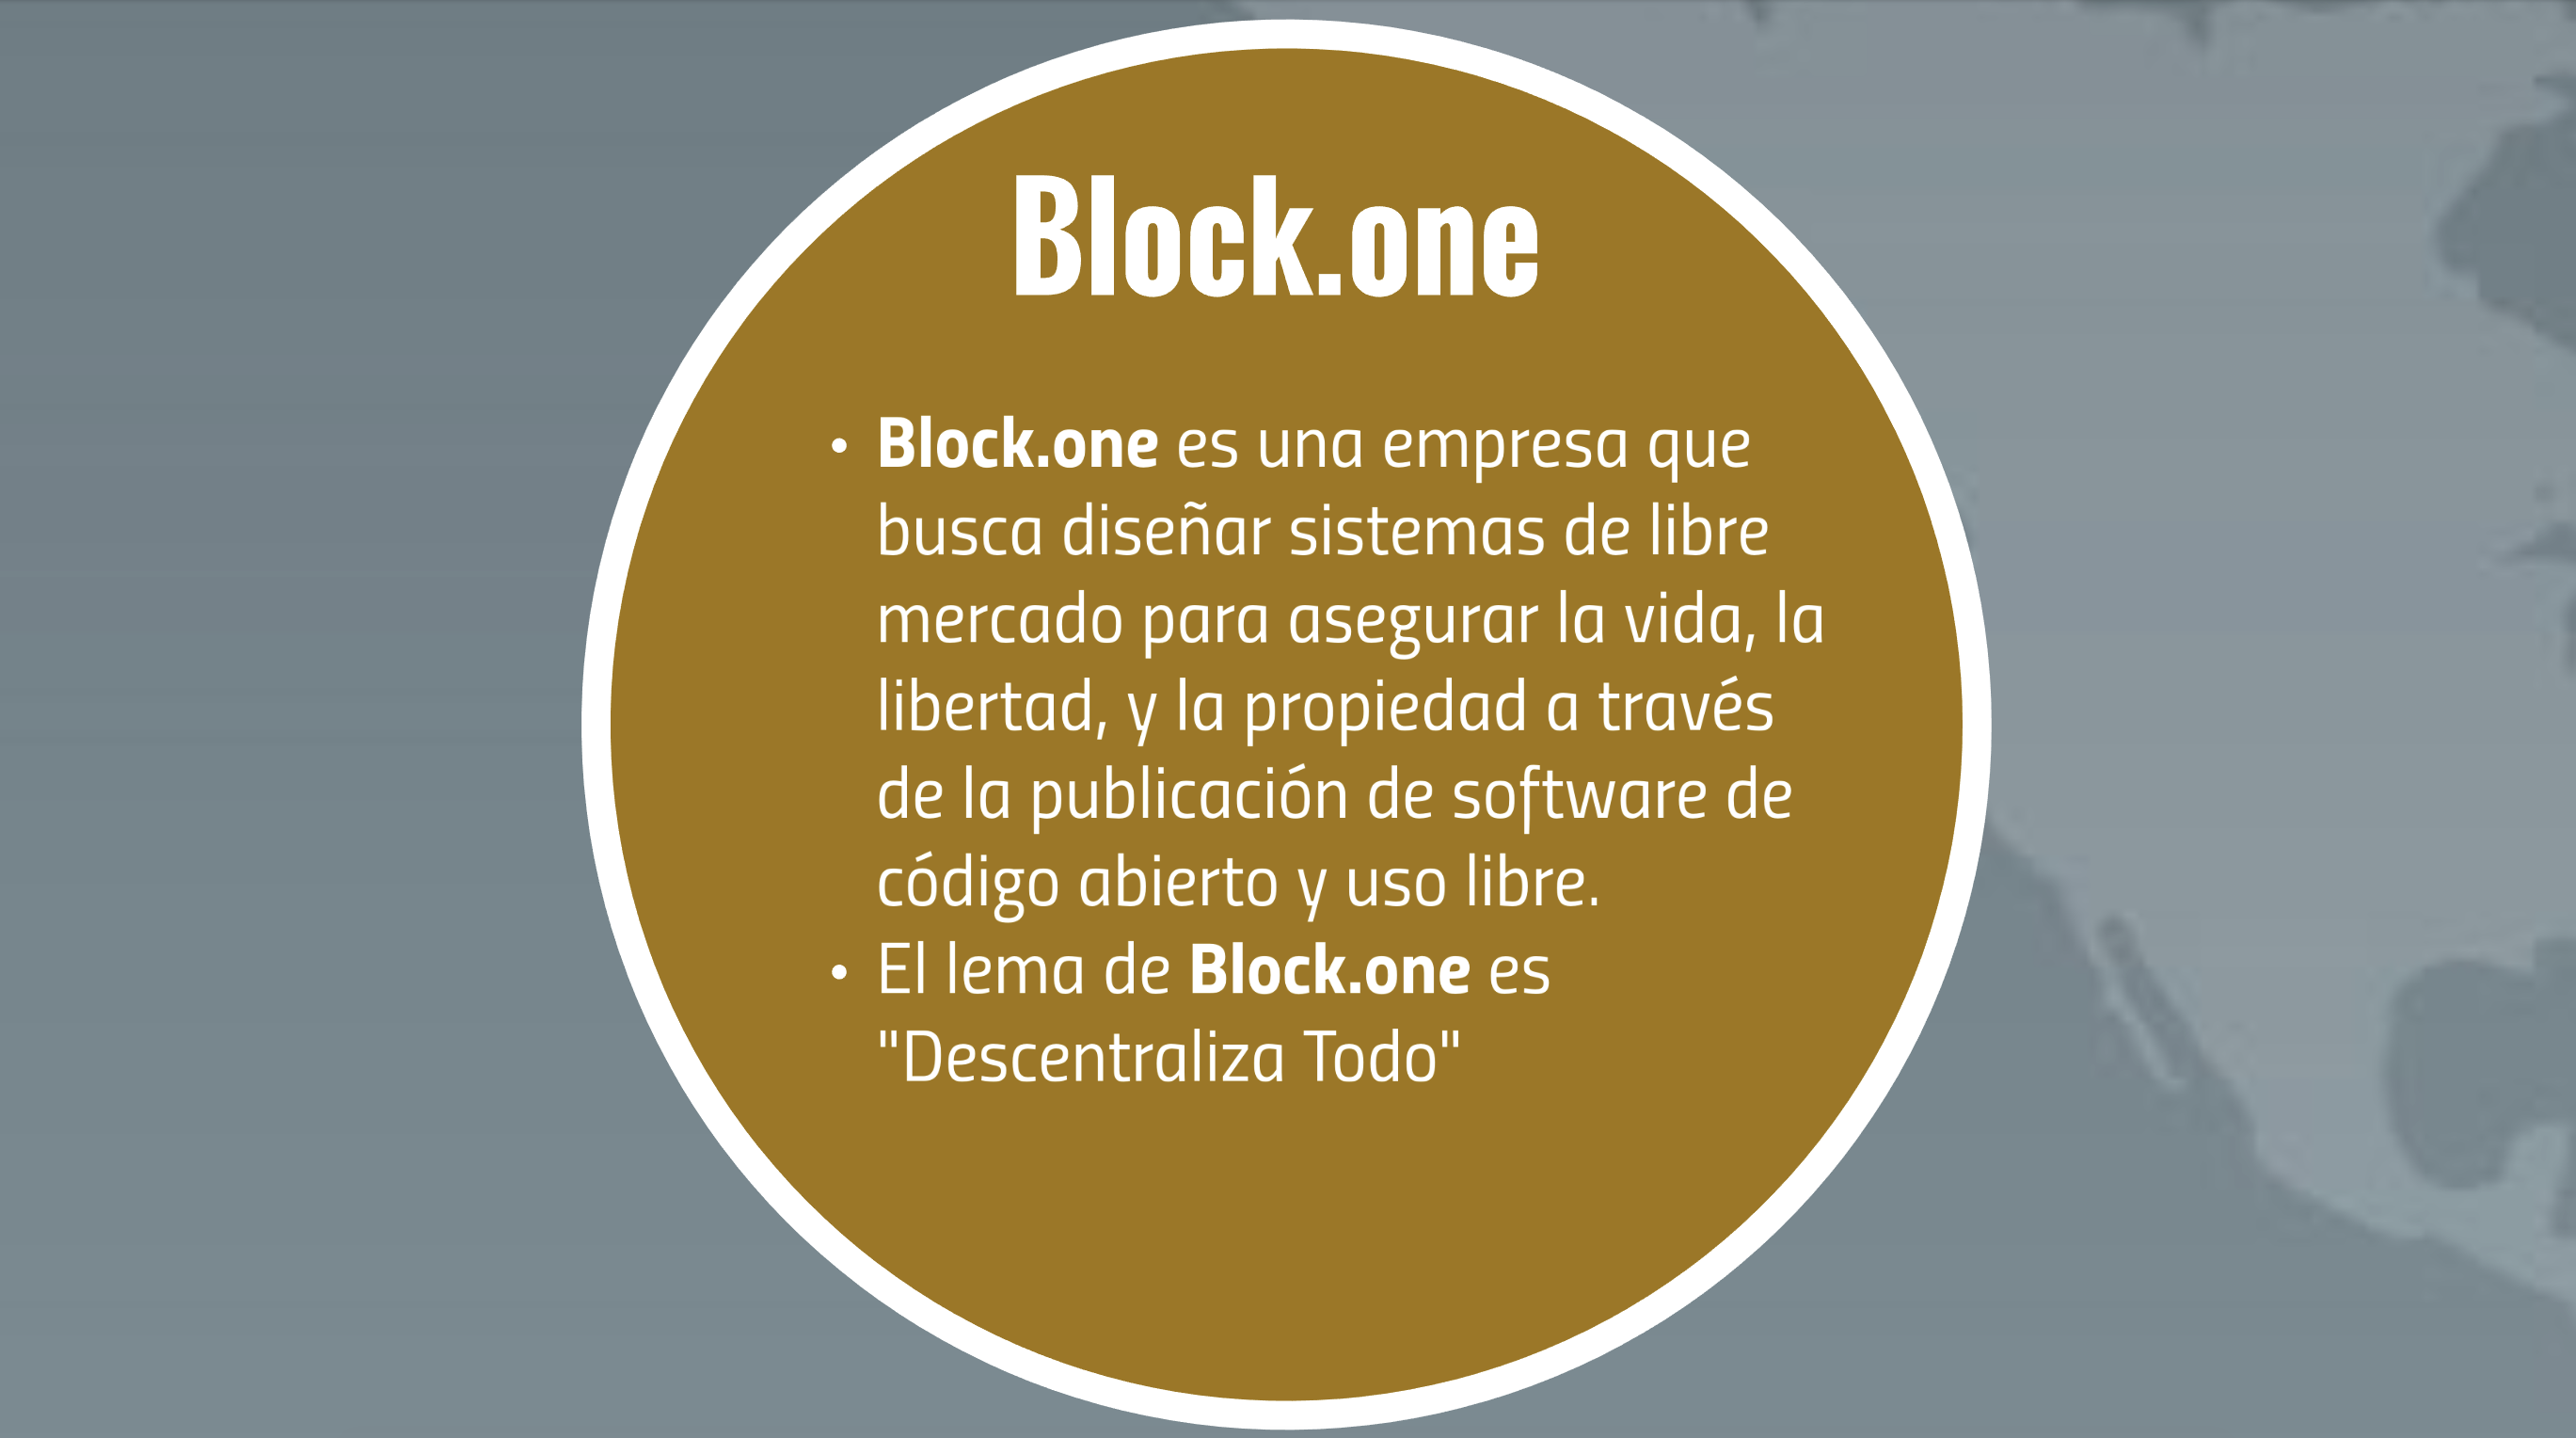 Block.one
• Block.one es una empresa que
busca diseñar sistemas de libre
mercado para asegurar la vida, la
libertad, y la propiedad a través
de la publicación de software de
código abierto y uso libre.
• El lema de Block.one es
"Descentraliza Todo"